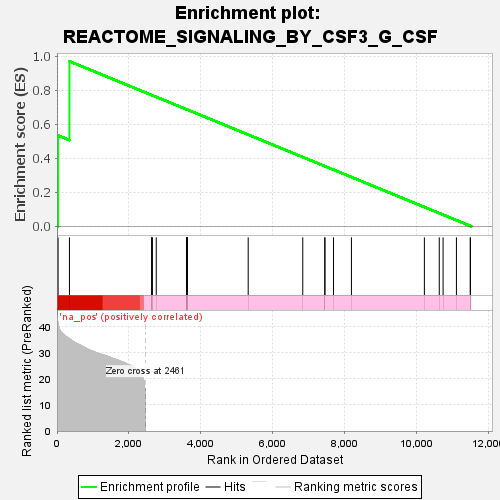 Enrichment plot:
REACTOME_SIGNALING_BY_CSF3_G_CSF
Enrichment score (ES)
1.0
0.8
0.6
0.4
0.2
0.0
'na_pos' (positively correlated)
Ranked list metric (PreRanked)
40
30
20
10
0
Zero cross at 2461
0
2,000
4,000
6,000
8,000
10,000
12,00
Rank in Ordered Dataset
Enrichment profile
Hits
Ranking metric scores